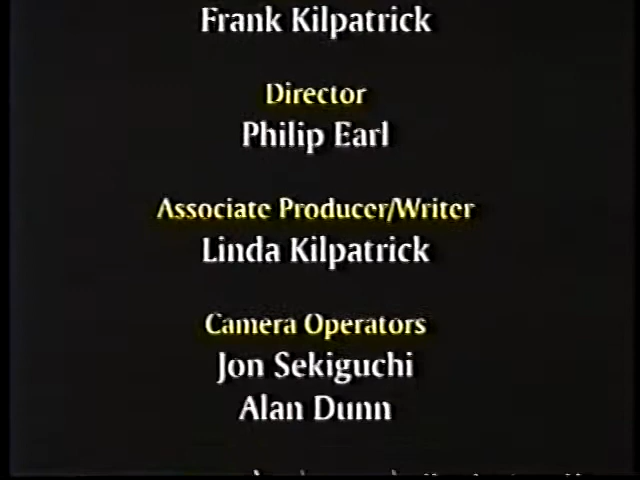 Frank Kilpatrick
Director
Philip Earl
Associate Producer/Writer
Linda Kilpatrick
Camera Operators
Jon Sekiguchi
Alan Dunn